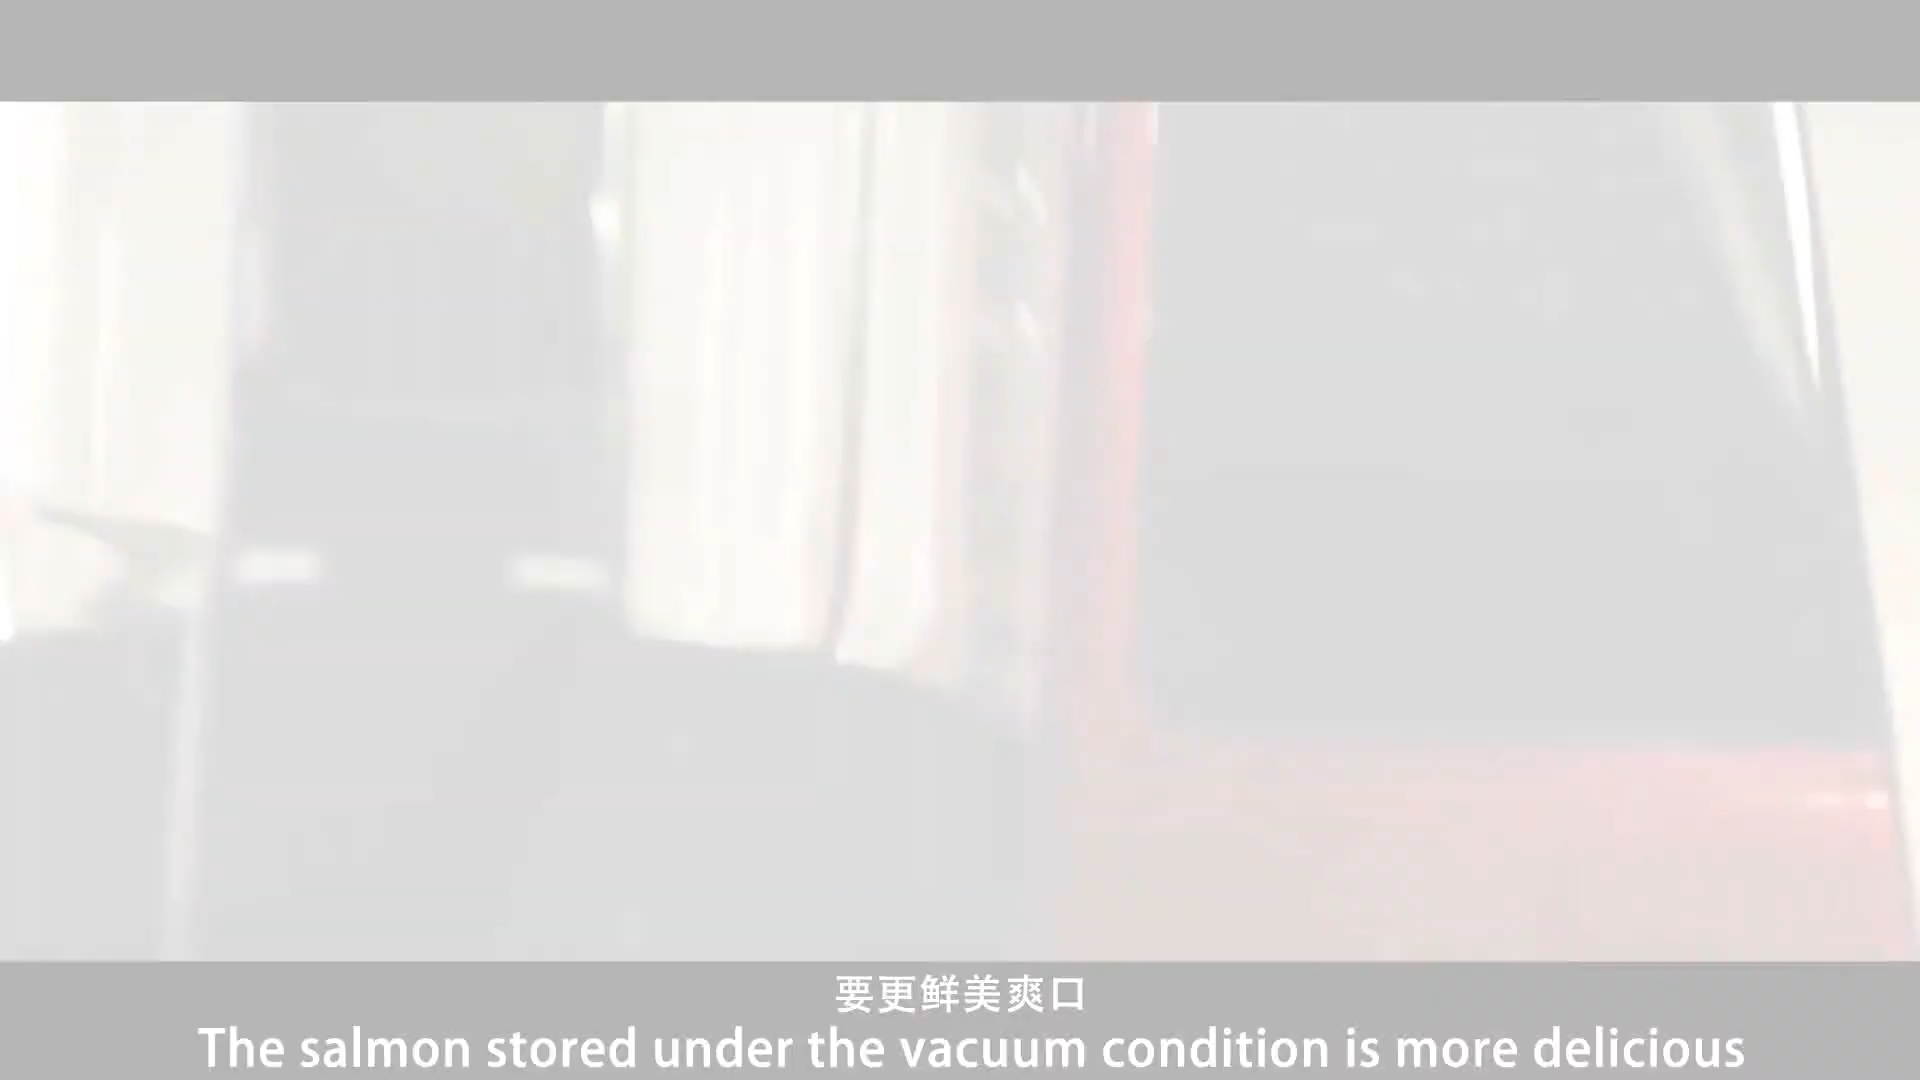 要更鲜美爽口
The salmon stored under the vacuum condition is more delicious